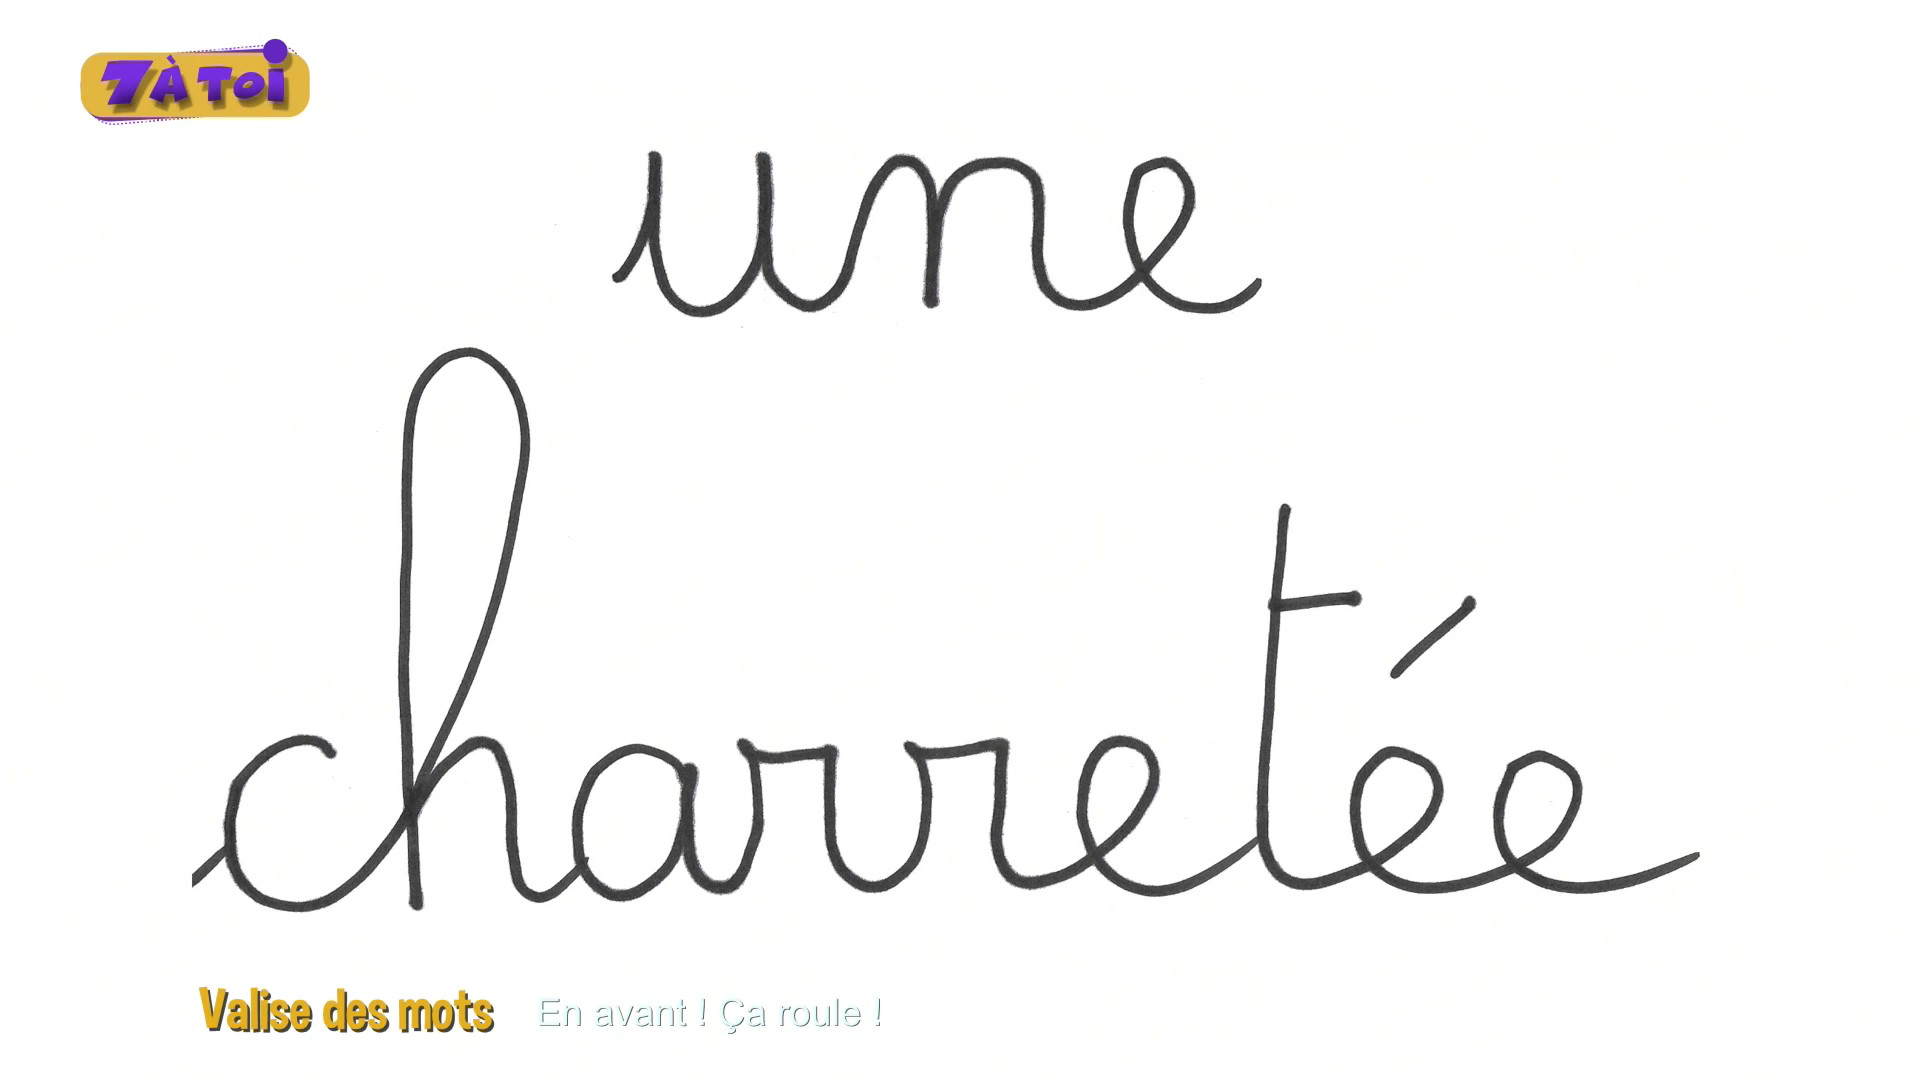 7 À Toi
une
charretée
Valise des mots En avant ! Ça roule !